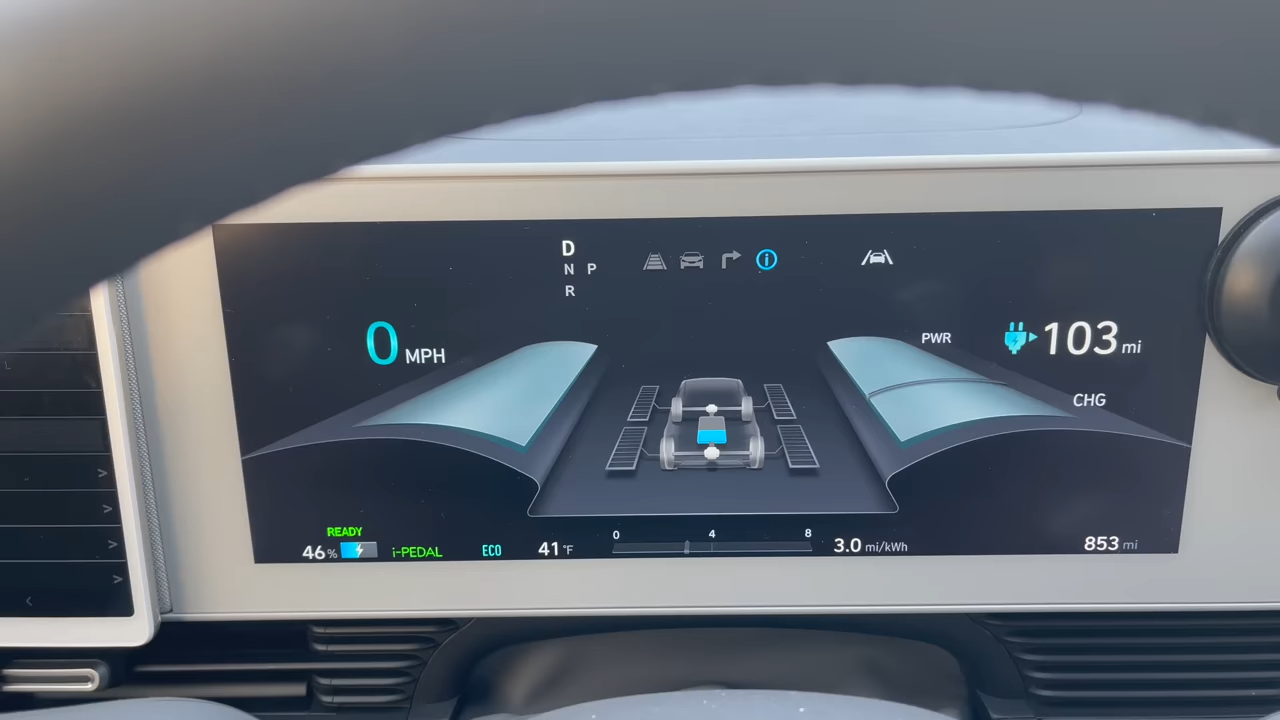 D
N P
R
0 MPH
PWR
103 mi
CHG
READY
46% i-PEDAL ECO 41°F
0 4 8
3.0 mi/kWh
853 mi